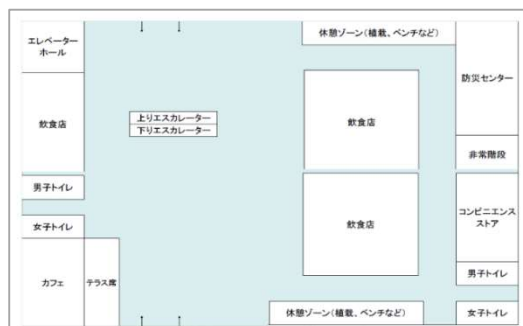 エレベーター
ホール
休憩ゾーン(植栽、ベンチなど)
防災センター
飲食店
上りエスカレーター
下りエスカレーター
飲食店
非常階段
男子トイレ
女子トイレ
飲食店
コンビニエンス
ストア
カフェ
テラス席
男子トイレ
休憩ゾーン(植栽、ベンチなど)
女子トイレ